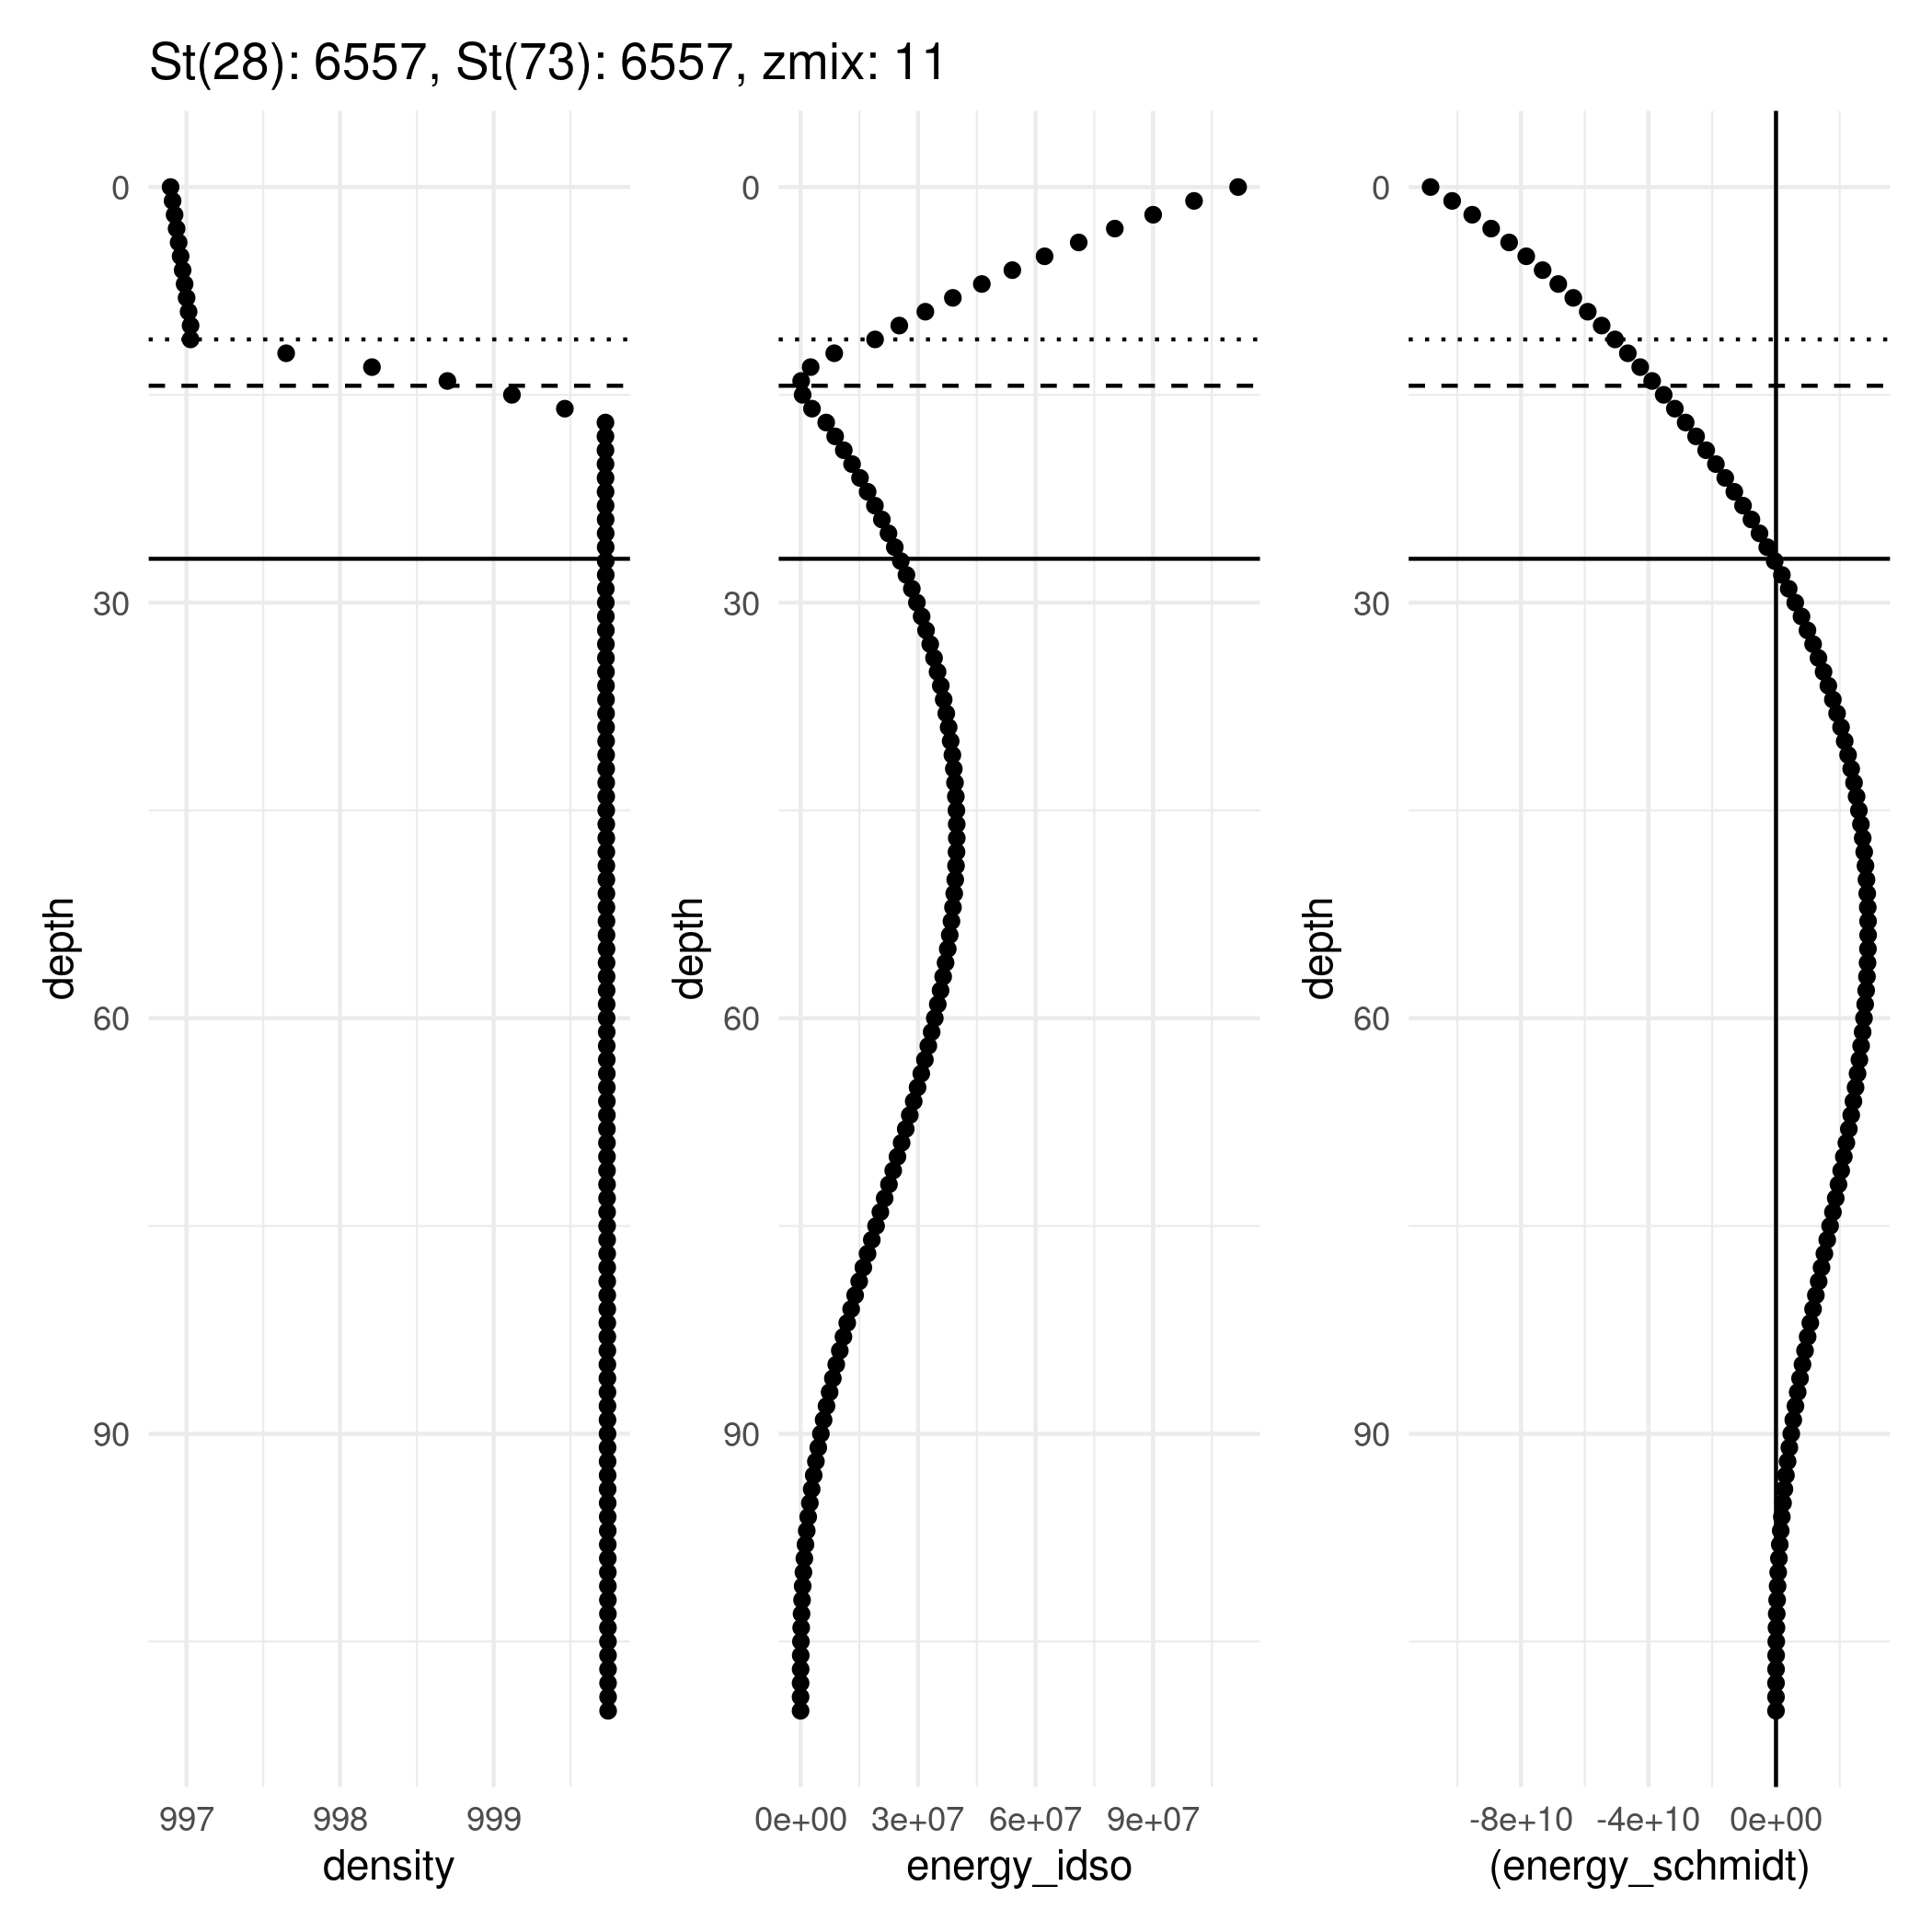 St(28): 6557, St(73): 6557, zmix: 11
0
30
60
90
depth
997 998 999
density
0
30
60
90
depth
0e+00 3e+07 6e+07 9e+07
energy_idso
0
30
60
90
depth
-8e+10 -4e+10 0e+00
(energy_schmidt)